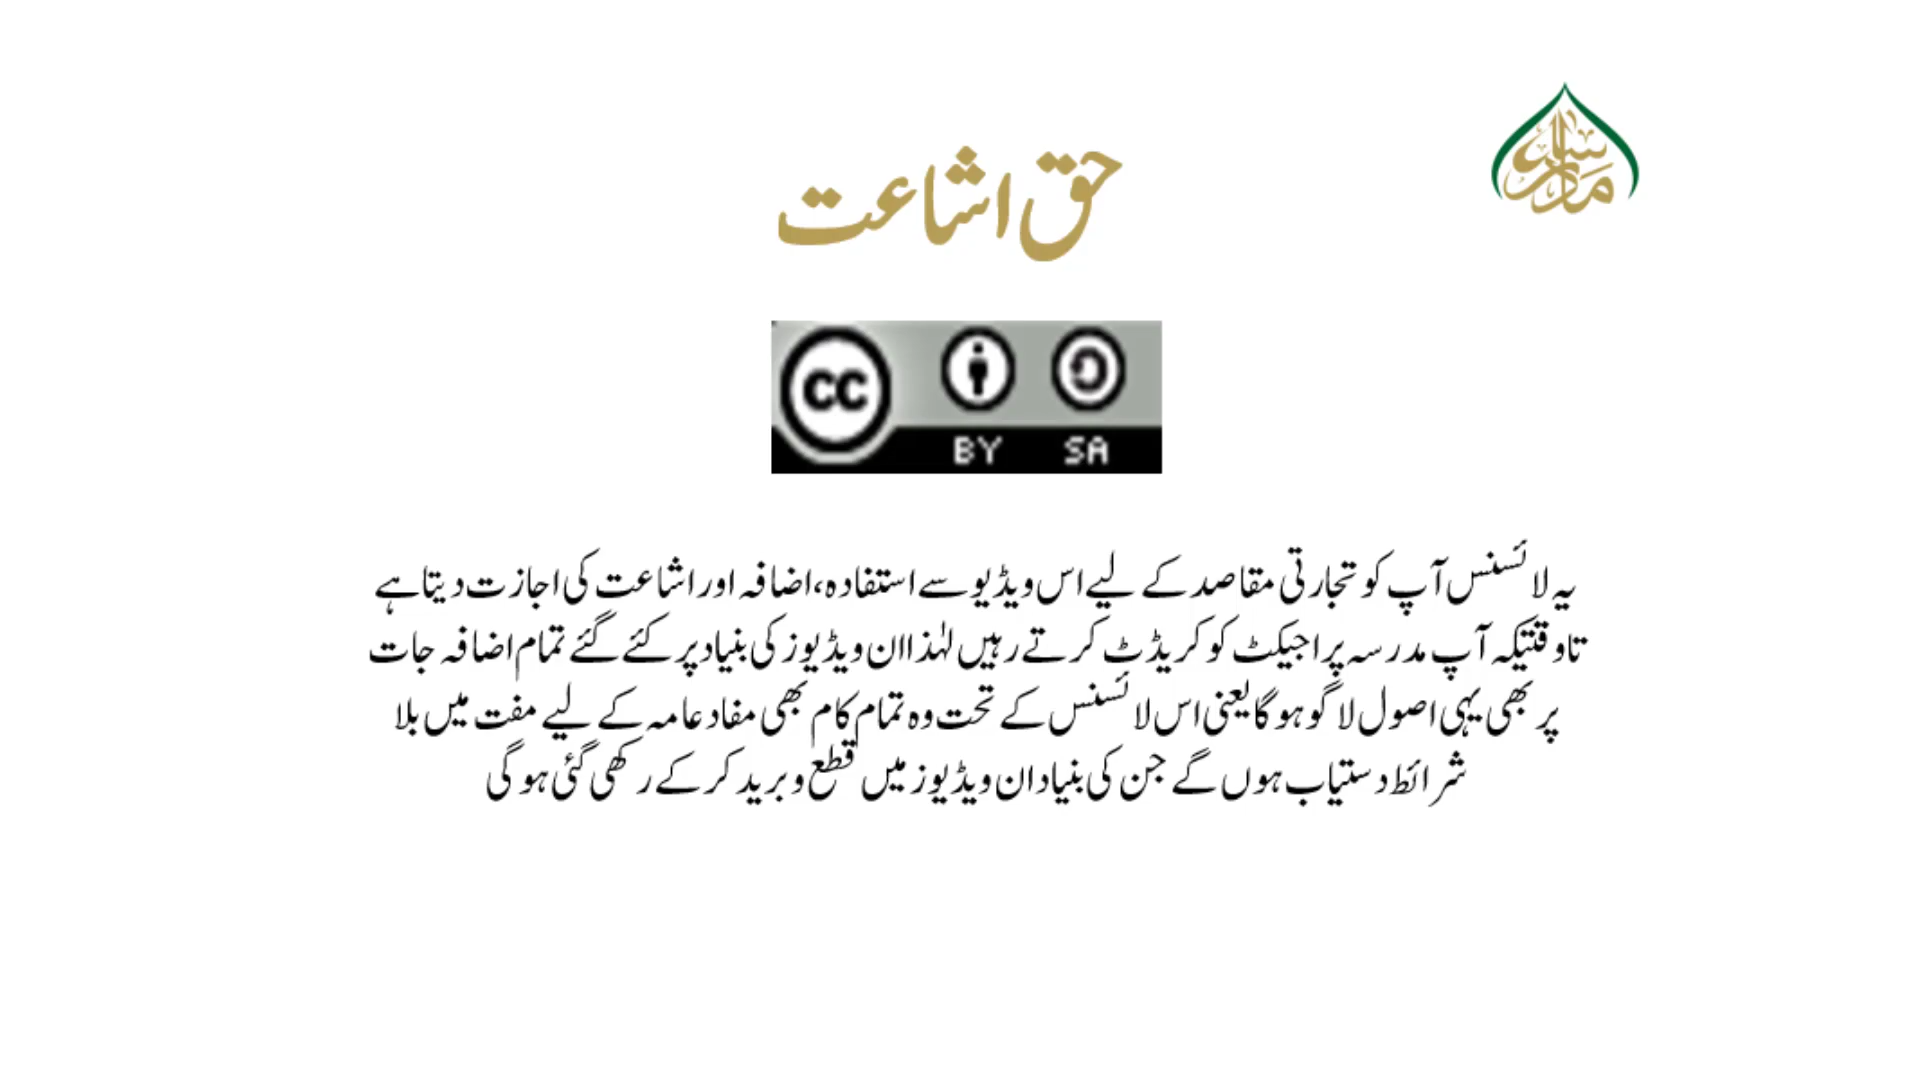 حق اشاعت
مدرسہ
cc
BY SA
یہ لائسنس آپ کو تجارتی مقاصد کے لیے اس ویڈیو سے استفادہ، اضافہ اور اشاعت کی اجازت دیتا ہے
تاوقتیکہ آپ مدرسہ پراجیکٹ کو کریڈٹ کرتے رہیں لہٰذا ان ویڈیوز کی بنیاد پر کئے گئے تمام اضافہ جات
پر بھی یہی اصول لاگو ہو گا یعنی اس لائسنس کے تحت وہ تمام کام بھی مفاد عامہ کے لیے مفت میں بلا
شرائط دستیاب ہوں گے جن کی بنیاد ان ویڈیوز میں قطع و برید کر کے رکھی گئی ہو گی